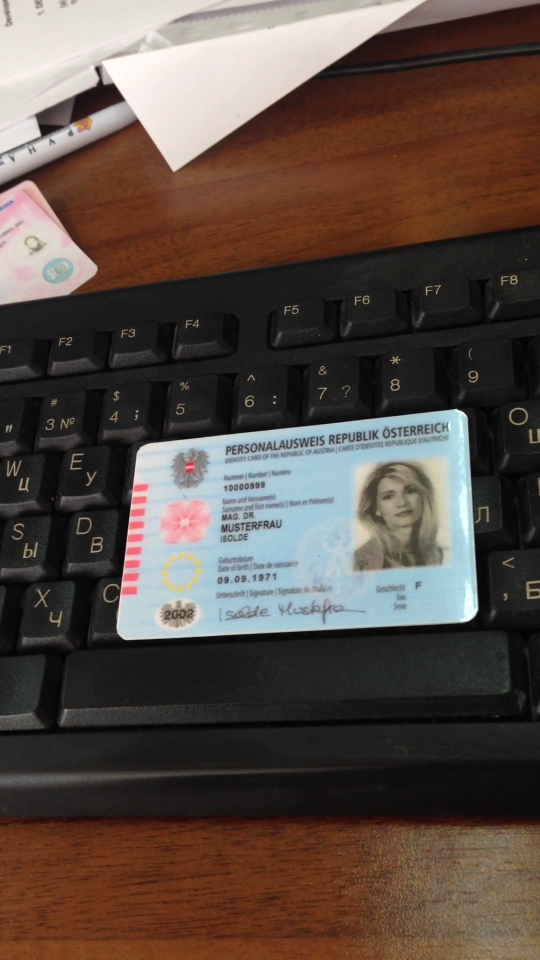 PERSONALAUSWEIS REPUBLIK ÖSTERREICH
IDENTITY CARD OF THE REPUBLIC OF AUSTRIA | CARTE D'IDENTITÉ RÉPUBLIQUE D'AUTRICHE
Nummer | Number | Numéro
10000999
Name und Vorname(n)
Surname and first name(s) | Nom et Prénom(s)
MAG. DR.
MUSTERFRAU
ISOLDE
Geburtsdatum
Date of birth | Date de naissance
09.09.1971
Unterschrift | Signature | Signature du titulaire
Geschlecht F
Sex
Sexe
2002
Isolde Musterfra
F1 F2 F3 F4 F5 F6 F7 F8
" # 3 № $ 4 ; % 5 ^ 6 : & 7 ? * 8 ( 9
W Ц E У O Щ
S Ы D В Л
X Ч C < , Б